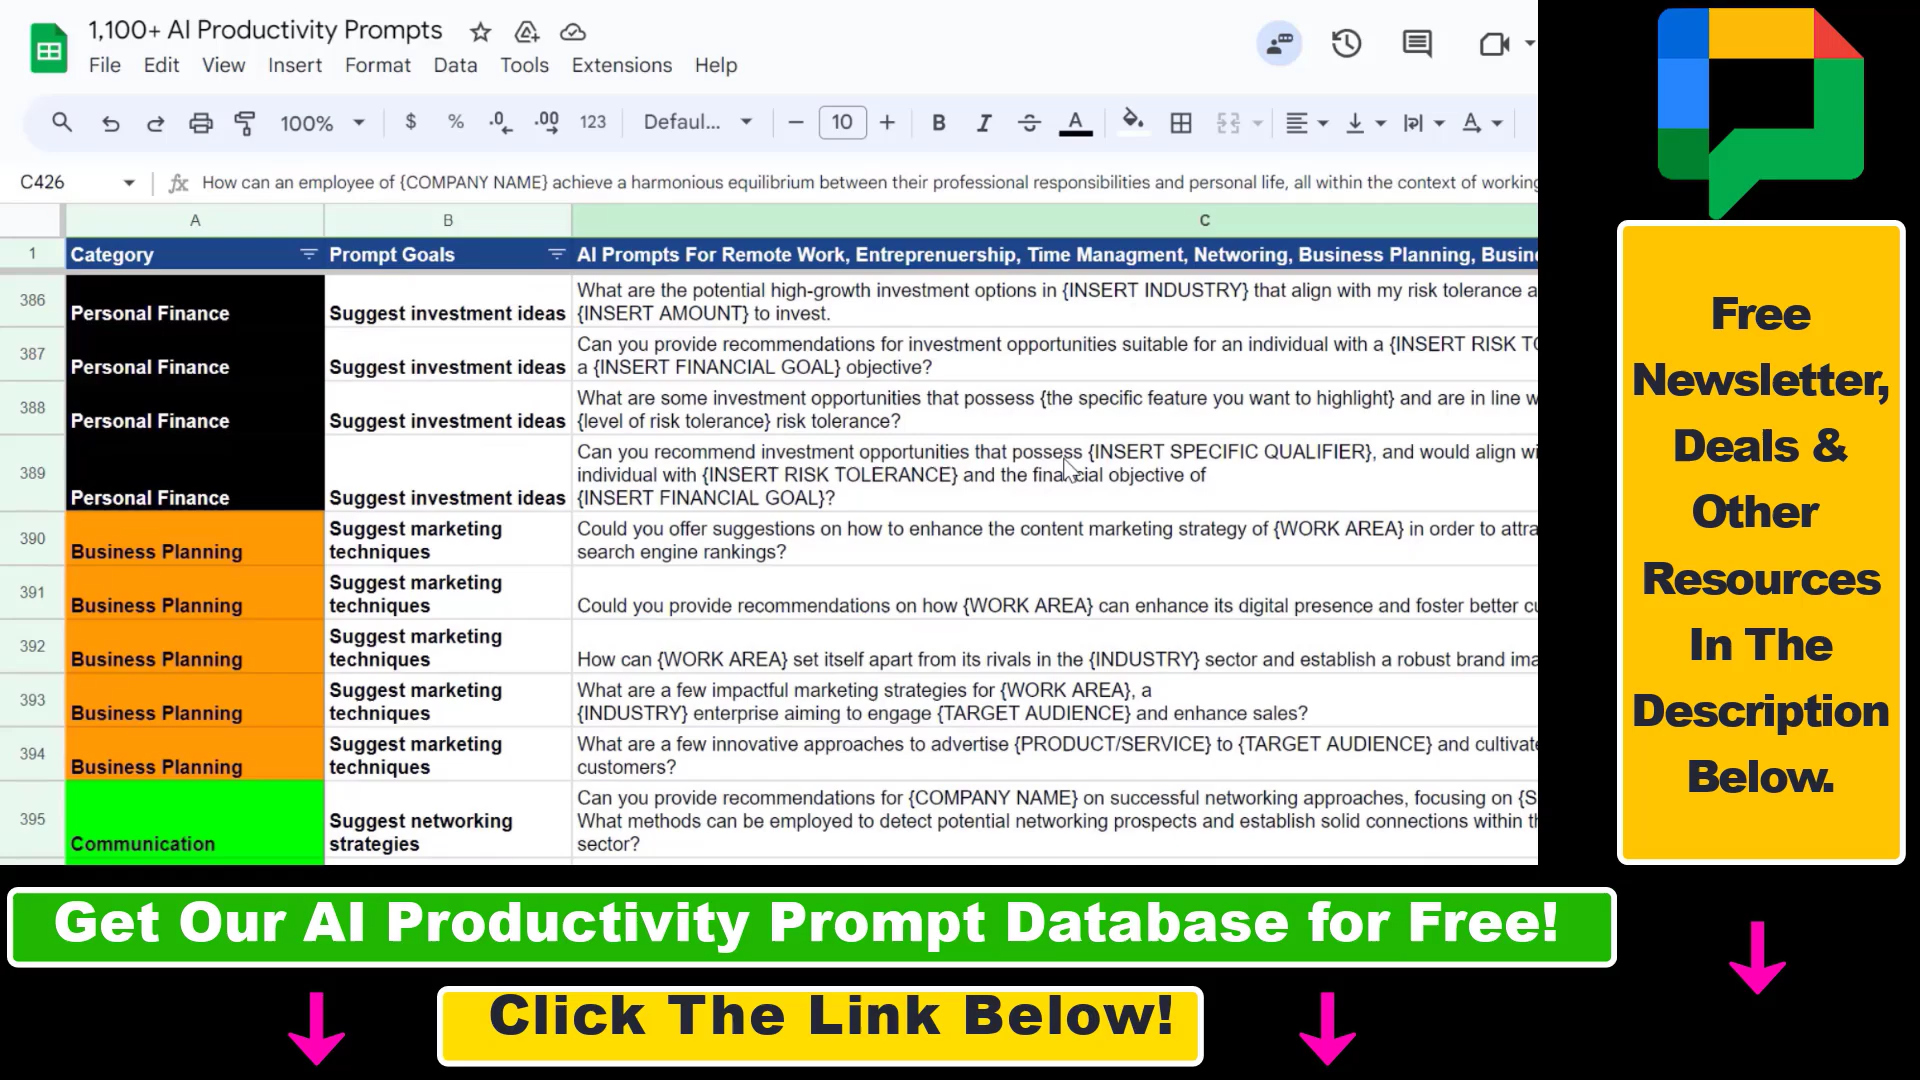 1,100+ AI Productivity Prompts
File Edit View Insert Format Data Tools Extensions Help
100% $ % .0 .00 123 Defaul... 10 B I A A
C426 fx How can an employee of {COMPANY NAME} achieve a harmonious equilibrium between their professional responsibilities and personal life, all within the context of working
A B C
1 Category Prompt Goals AI Prompts For Remote Work, Entreprenuership, Time Managment, Networing, Business Planning, Busin
386 Personal Finance Suggest investment ideas What are the potential high-growth investment options in {INSERT INDUSTRY} that align with my risk tolerance a
{INSERT AMOUNT} to invest.
387 Personal Finance Suggest investment ideas Can you provide recommendations for investment opportunities suitable for an individual with a {INSERT RISK TO
a {INSERT FINANCIAL GOAL} objective?
388 Personal Finance Suggest investment ideas What are some investment opportunities that possess {the specific feature you want to highlight} and are in line w
{level of risk tolerance} risk tolerance?
389 Personal Finance Suggest investment ideas Can you recommend investment opportunities that possess {INSERT SPECIFIC QUALIFIER}, and would align wi
individual with {INSERT RISK TOLERANCE} and the financial objective of
{INSERT FINANCIAL GOAL}?
390 Business Planning Suggest marketing techniques Could you offer suggestions on how to enhance the content marketing strategy of {WORK AREA} in order to attra
search engine rankings?
391 Business Planning Suggest marketing techniques Could you provide recommendations on how {WORK AREA} can enhance its digital presence and foster better cu
392 Business Planning Suggest marketing techniques How can {WORK AREA} set itself apart from its rivals in the {INDUSTRY} sector and establish a robust brand ima
393 Business Planning Suggest marketing techniques What are a few impactful marketing strategies for {WORK AREA}, a
{INDUSTRY} enterprise aiming to engage {TARGET AUDIENCE} and enhance sales?
394 Business Planning Suggest marketing techniques What are a few innovative approaches to advertise {PRODUCT/SERVICE} to {TARGET AUDIENCE} and cultivate
customers?
395 Communication Suggest networking strategies Can you provide recommendations for {COMPANY NAME} on successful networking approaches, focusing on {S
What methods can be employed to detect potential networking prospects and establish solid connections within th
sector?
Free
Newsletter,
Deals &
Other
Resources
In The
Description
Below.
Get Our AI Productivity Prompt Database for Free!
Click The Link Below!